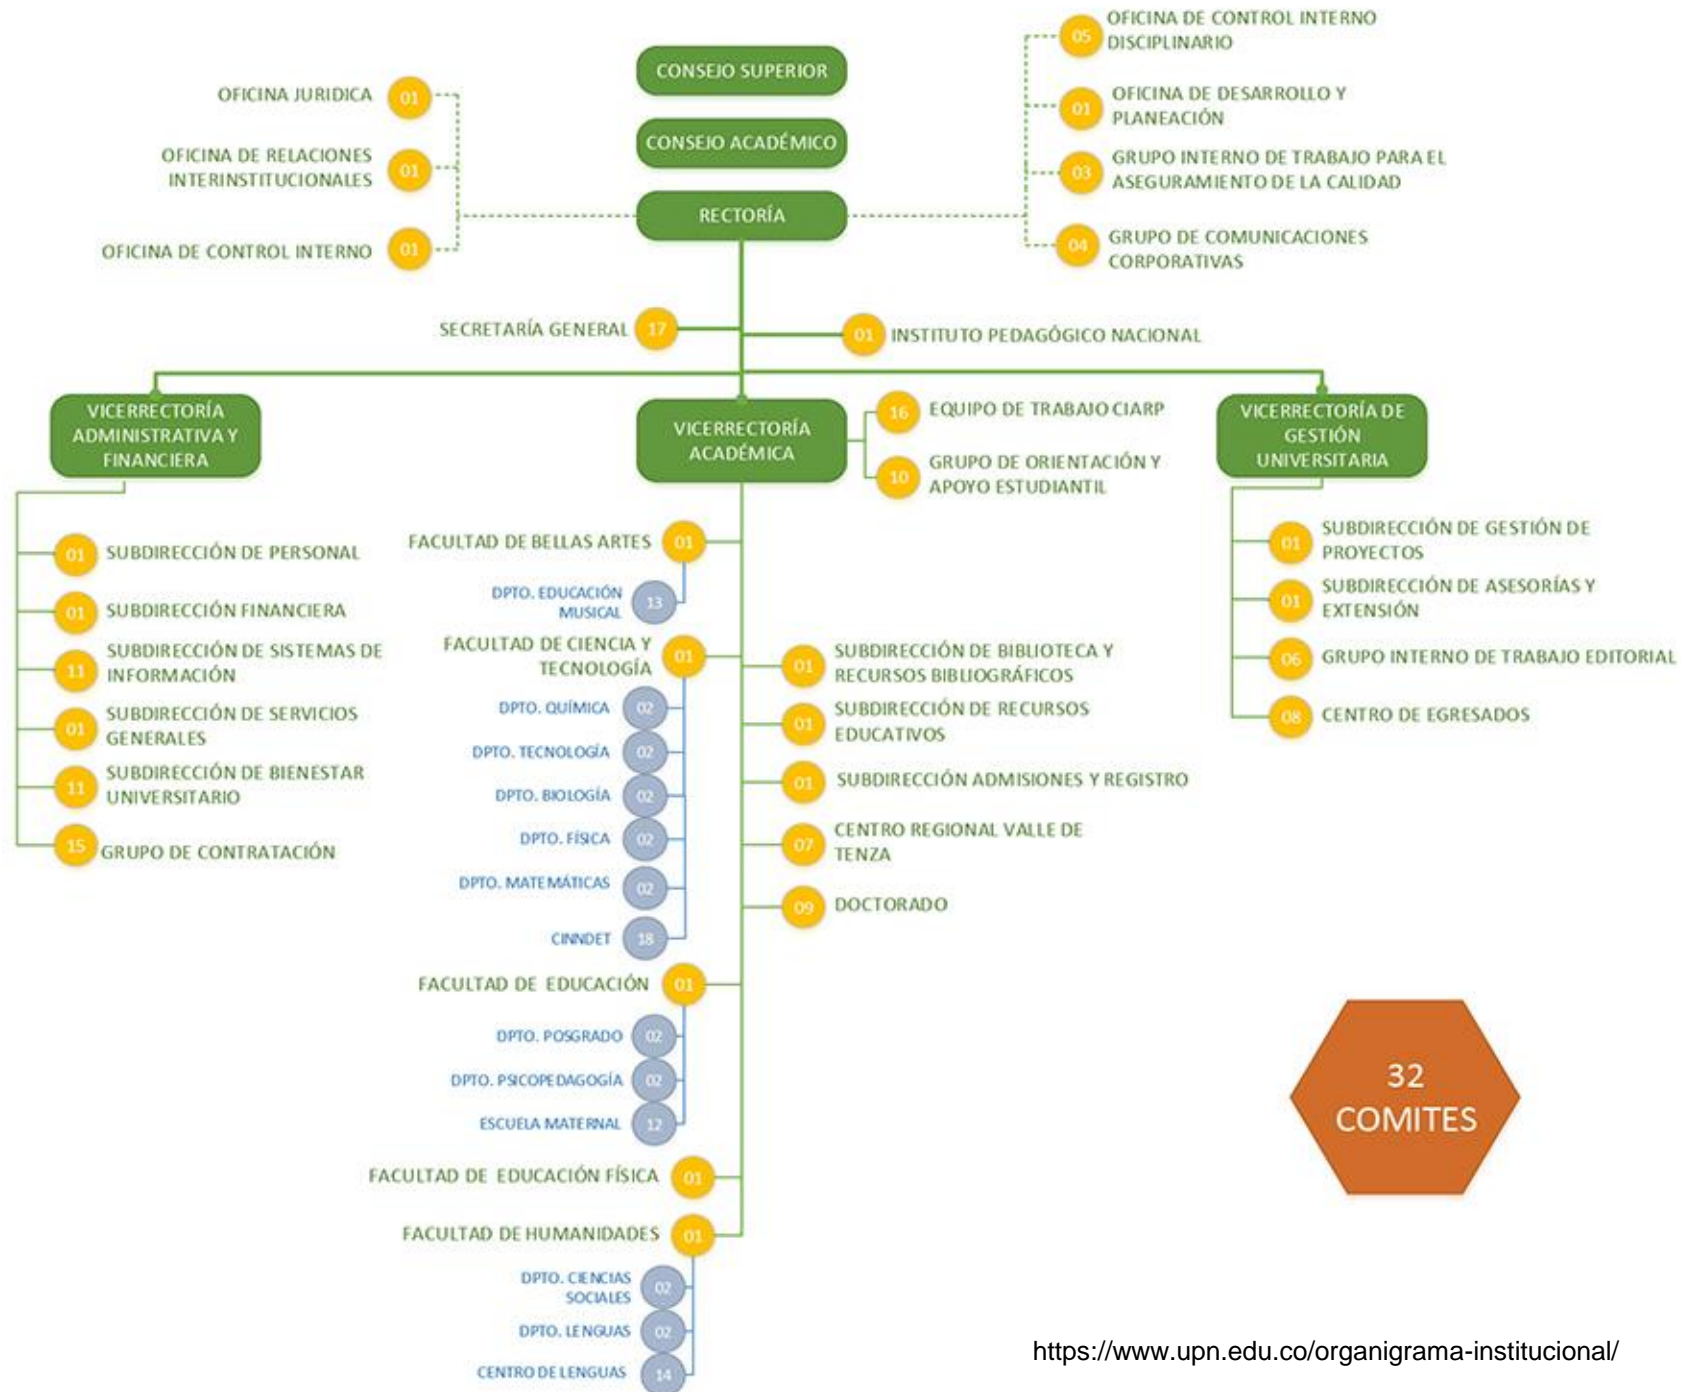 CONSEJO SUPERIOR
CONSEJO ACADÉMICO
RECTORÍA
OFICINA JURIDICA
01
OFICINA DE RELACIONES
INTERINSTITUCIONALES
01
OFICINA DE CONTROL INTERNO
01
05
OFICINA DE CONTROL INTERNO
DISCIPLINARIO
01
OFICINA DE DESARROLLO Y
PLANEACIÓN
03
GRUPO INTERNO DE TRABAJO PARA EL
ASEGURAMIENTO DE LA CALIDAD
04
GRUPO DE COMUNICACIONES
CORPORATIVAS
SECRETARÍA GENERAL
17
01
INSTITUTO PEDAGÓGICO NACIONAL
VICERRECTORÍA
ADMINISTRATIVA Y
FINANCIERA
01
SUBDIRECCIÓN DE PERSONAL
01
SUBDIRECCIÓN FINANCIERA
11
SUBDIRECCIÓN DE SISTEMAS DE
INFORMACIÓN
01
SUBDIRECCIÓN DE SERVICIOS
GENERALES
11
SUBDIRECCIÓN DE BIENESTAR
UNIVERSITARIO
15
GRUPO DE CONTRATACIÓN
VICERRECTORÍA
ACADÉMICA
16
EQUIPO DE TRABAJO CIARP
10
GRUPO DE ORIENTACIÓN Y
APOYO ESTUDIANTIL
FACULTAD DE BELLAS ARTES
01
DPTO. EDUCACIÓN
MUSICAL
13
FACULTAD DE CIENCIA Y
TECNOLOGÍA
01
DPTO. QUÍMICA
02
DPTO. TECNOLOGÍA
02
DPTO. BIOLOGÍA
02
DPTO. FÍSICA
02
DPTO. MATEMÁTICAS
02
CINNDET
18
FACULTAD DE EDUCACIÓN
01
DPTO. POSGRADO
02
DPTO. PSICOPEDAGOGÍA
02
ESCUELA MATERNAL
12
FACULTAD DE EDUCACIÓN FÍSICA
01
FACULTAD DE HUMANIDADES
01
DPTO. CIENCIAS
SOCIALES
02
DPTO. LENGUAS
02
CENTRO DE LENGUAS
14
01
SUBDIRECCIÓN DE BIBLIOTECA Y
RECURSOS BIBLIOGRÁFICOS
01
SUBDIRECCIÓN DE RECURSOS
EDUCATIVOS
01
SUBDIRECCIÓN ADMISIONES Y REGISTRO
07
CENTRO REGIONAL VALLE DE
TENZA
09
DOCTORADO
VICERRECTORÍA DE
GESTIÓN
UNIVERSITARIA
01
SUBDIRECCIÓN DE GESTIÓN DE
PROYECTOS
01
SUBDIRECCIÓN DE ASESORÍAS Y
EXTENSIÓN
06
GRUPO INTERNO DE TRABAJO EDITORIAL
08
CENTRO DE EGRESADOS
32
COMITES
https://www.upn.edu.co/organigrama-institucional/